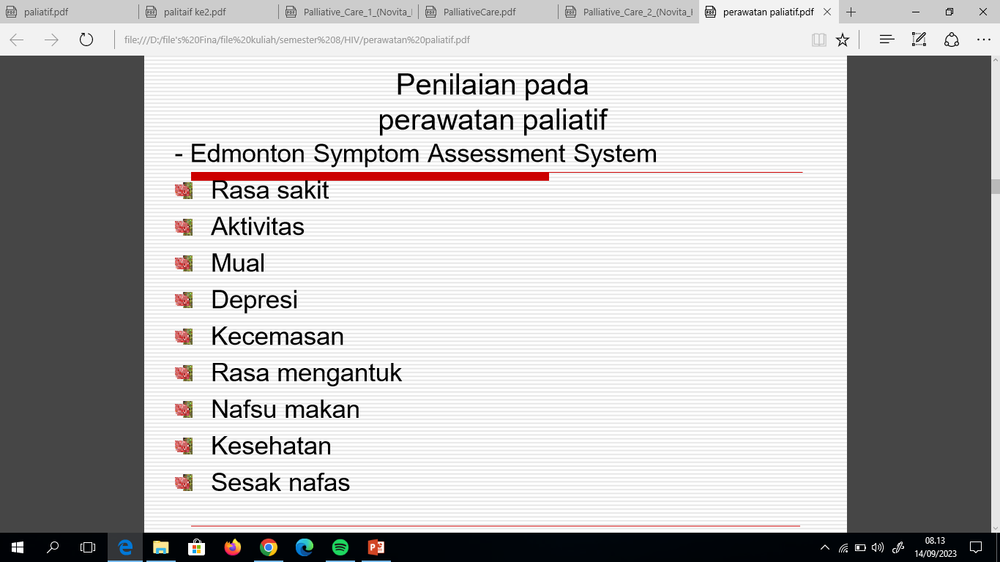 paliatif.pdf
palitaif ke2.pdf
Palliative_Care_1_(Novita_
PalliativeCare.pdf
Palliative_Care_2_(Novita_
perawatan paliatif.pdf
file:///D:/file's%20Fina/file%20kuliah/semester%208/HIV/perawatan%20paliatif.pdf
Penilaian pada
perawatan paliatif
- Edmonton Symptom Assessment System
Rasa sakit
Aktivitas
Mual
Depresi
Kecemasan
Rasa mengantuk
Nafsu makan
Kesehatan
Sesak nafas
08.13
14/09/2023